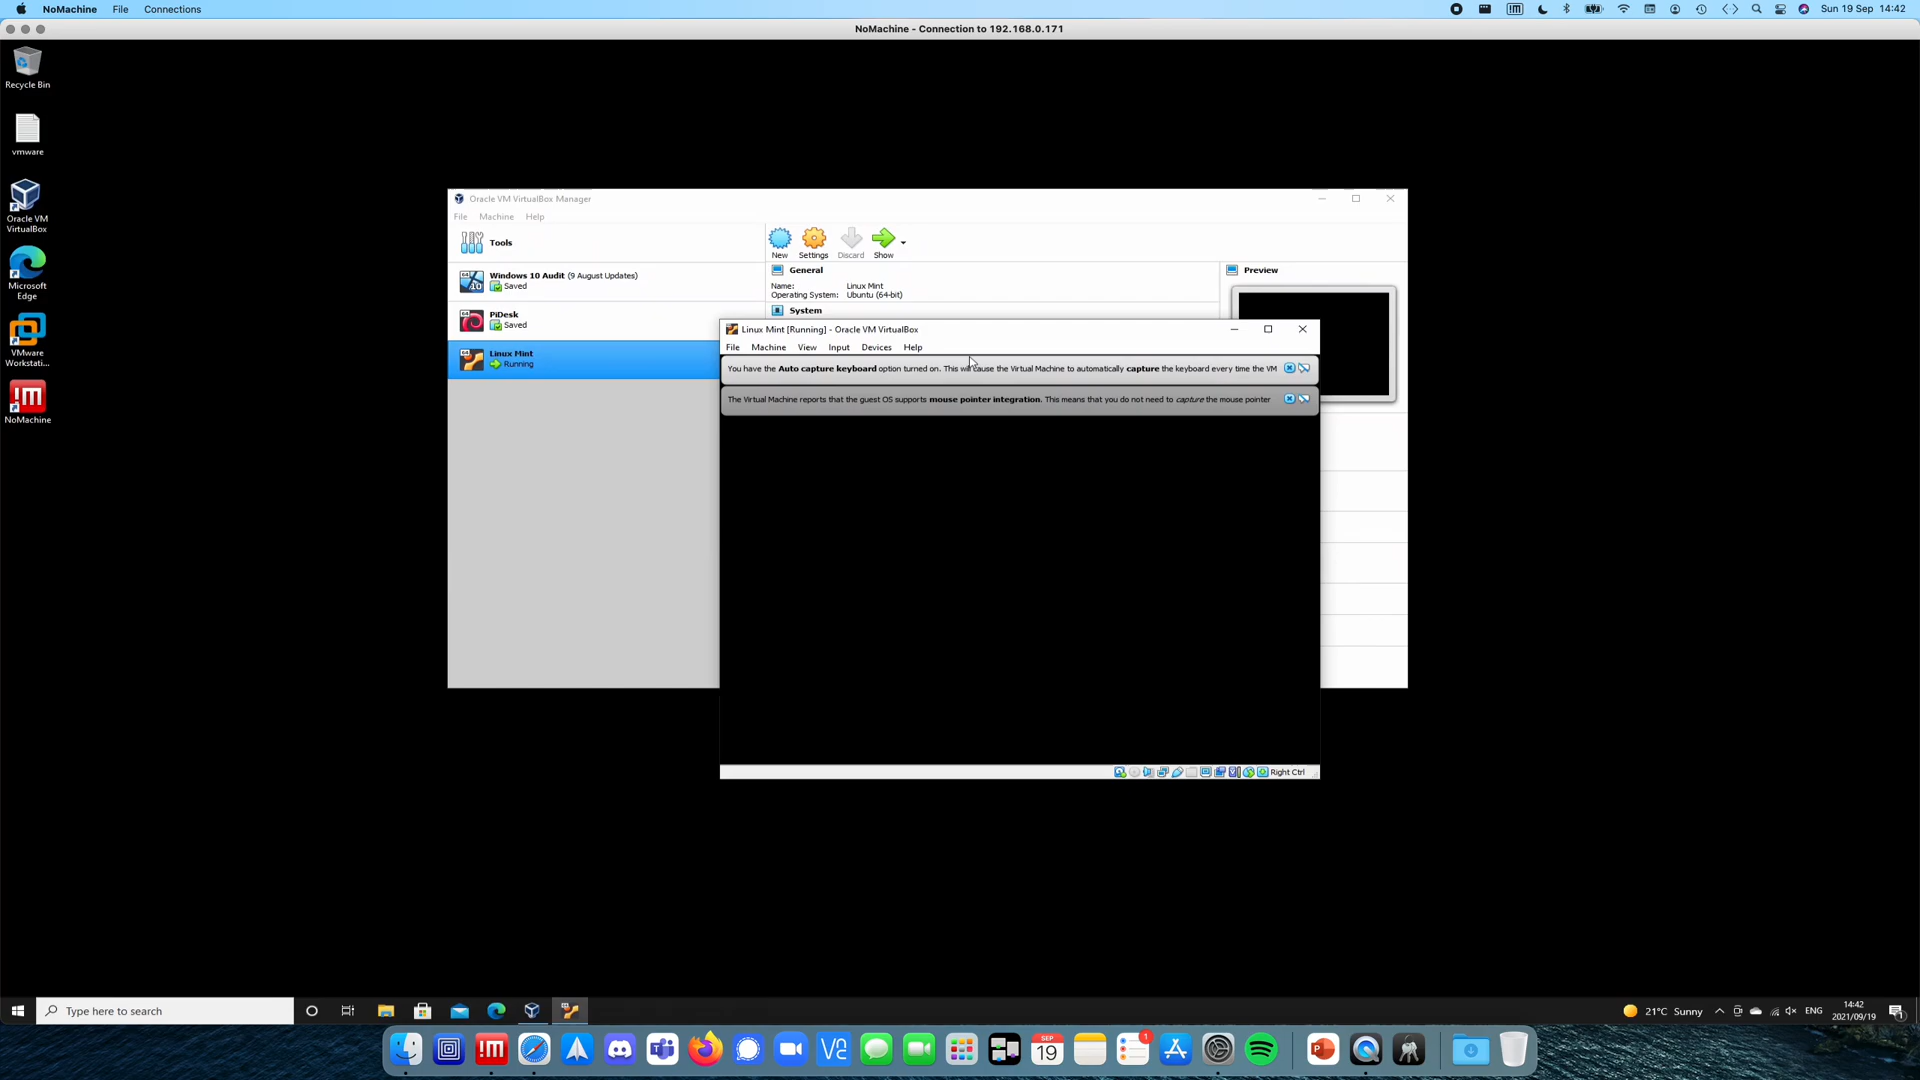 NoMachine File Connections
Sun 19 Sep 14:42
NoMachine - Connection to 192.168.0.171
Recycle Bin
vmware
Oracle VM
VirtualBox
Microsoft
Edge
VMware
Workstati...
NoMachine
Oracle VM VirtualBox Manager
File Machine Help
Tools
New Settings Discard Show
Windows 10 Audit (9 August Updates)
Saved
PiDesk
Saved
Linux Mint
Running
General
Name: Linux Mint
Operating System: Ubuntu (64-bit)
System
Preview
Linux Mint [Running] - Oracle VM VirtualBox
File Machine View Input Devices Help
You have the Auto capture keyboard option turned on. This will cause the Virtual Machine to automatically capture the keyboard every time the VM
The Virtual Machine reports that the guest OS supports mouse pointer integration. This means that you do not need to capture the mouse pointer
Right Ctrl
Type here to search
21°C Sunny
ENG
14:42
2021/09/19
1
SEP
19
1